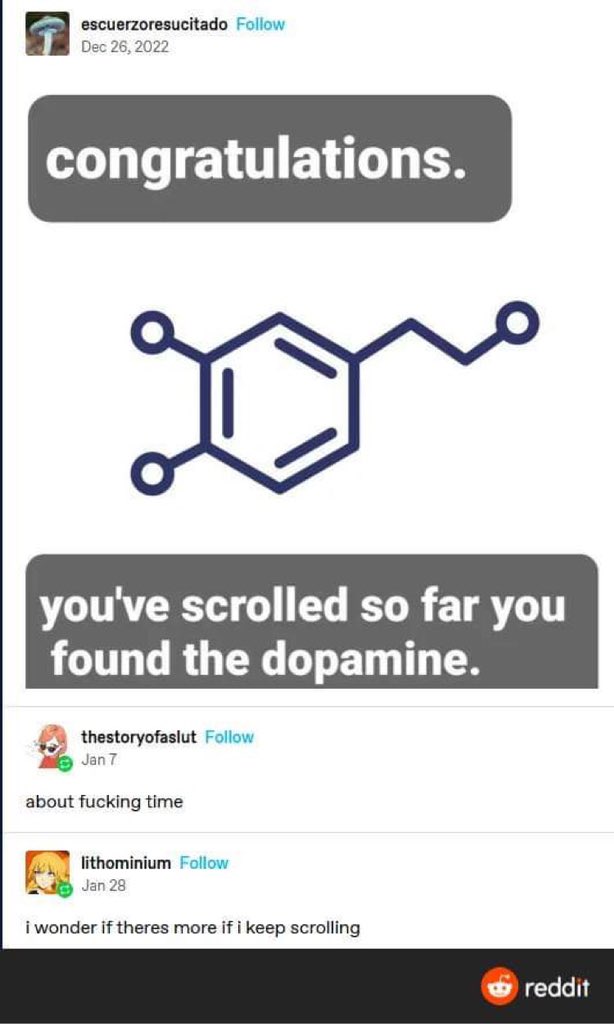 escuerzoresucitado Follow
Dec 26, 2022
congratulations.
you've scrolled so far you
found the dopamine.
thestoryofaslut Follow
Jan 7
about fucking time
lithominium Follow
Jan 28
i wonder if theres more if i keep scrolling
reddit